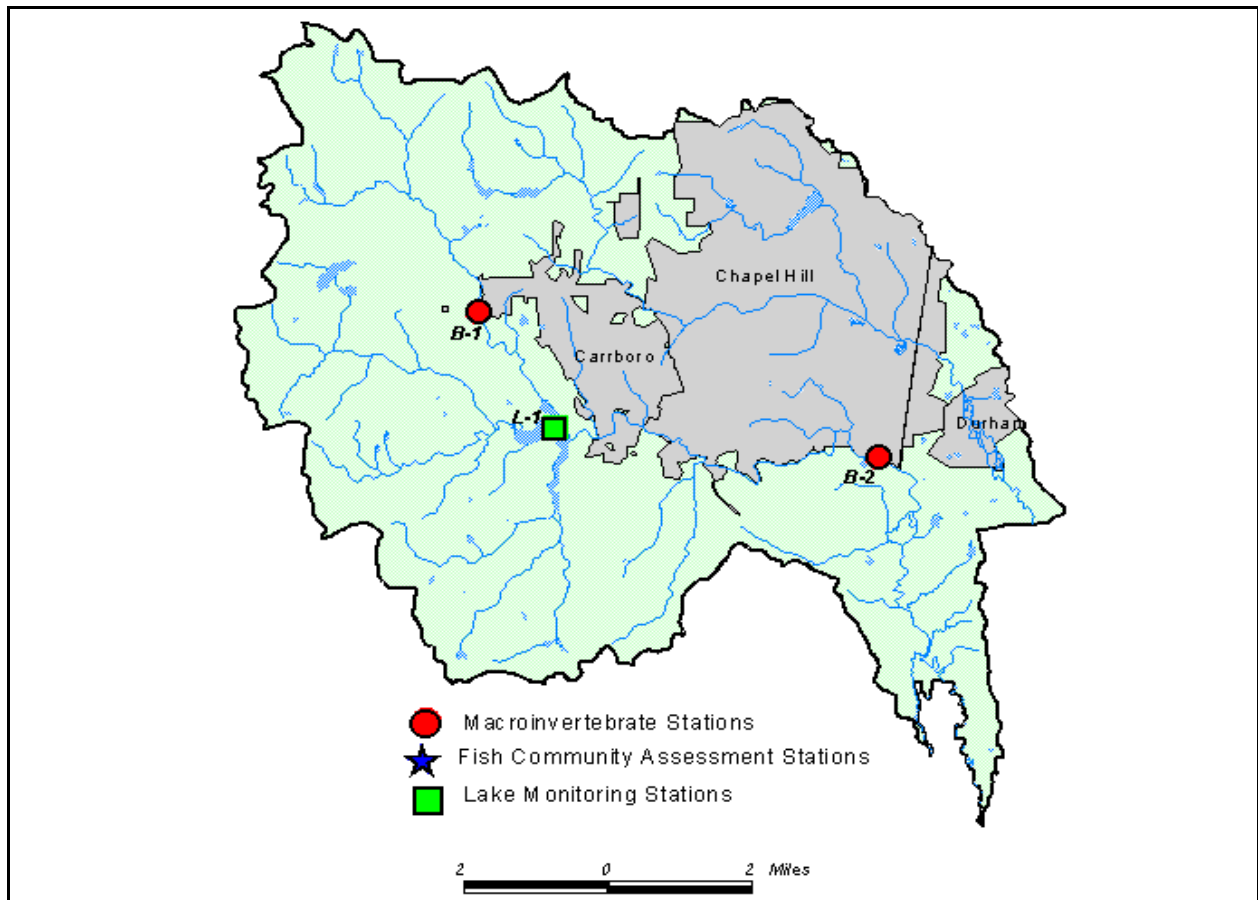 Chapel Hill
B-1
Carrboro
L-1
Durham
B-2
Macroinvertebrate Stations
Fish Community Assessment Stations
Lake Monitoring Stations
2 0 2 Miles